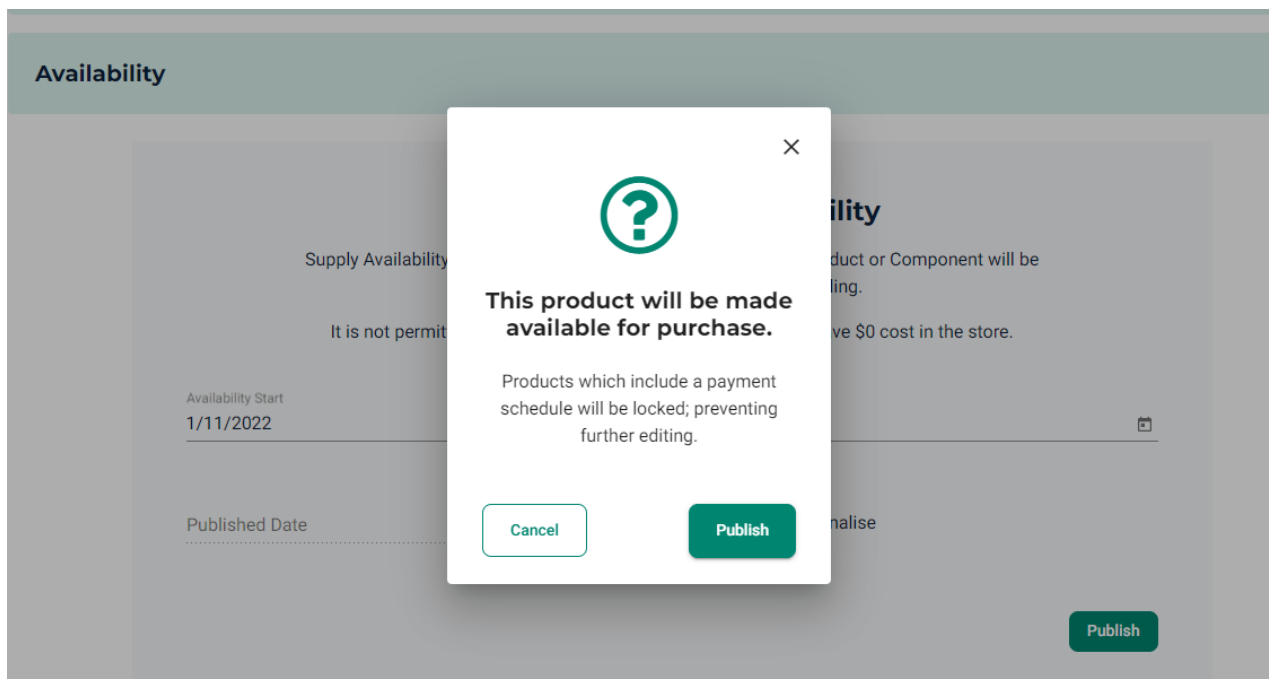 Availability
ility
Supply Availability
duct or Component will be
ling.
It is not permit
ve $0 cost in the store.
This product will be made
available for purchase.
Products which include a payment
schedule will be locked; preventing
further editing.
Availability Start
1/11/2022
Published Date
nalise
Cancel
Publish
Publish